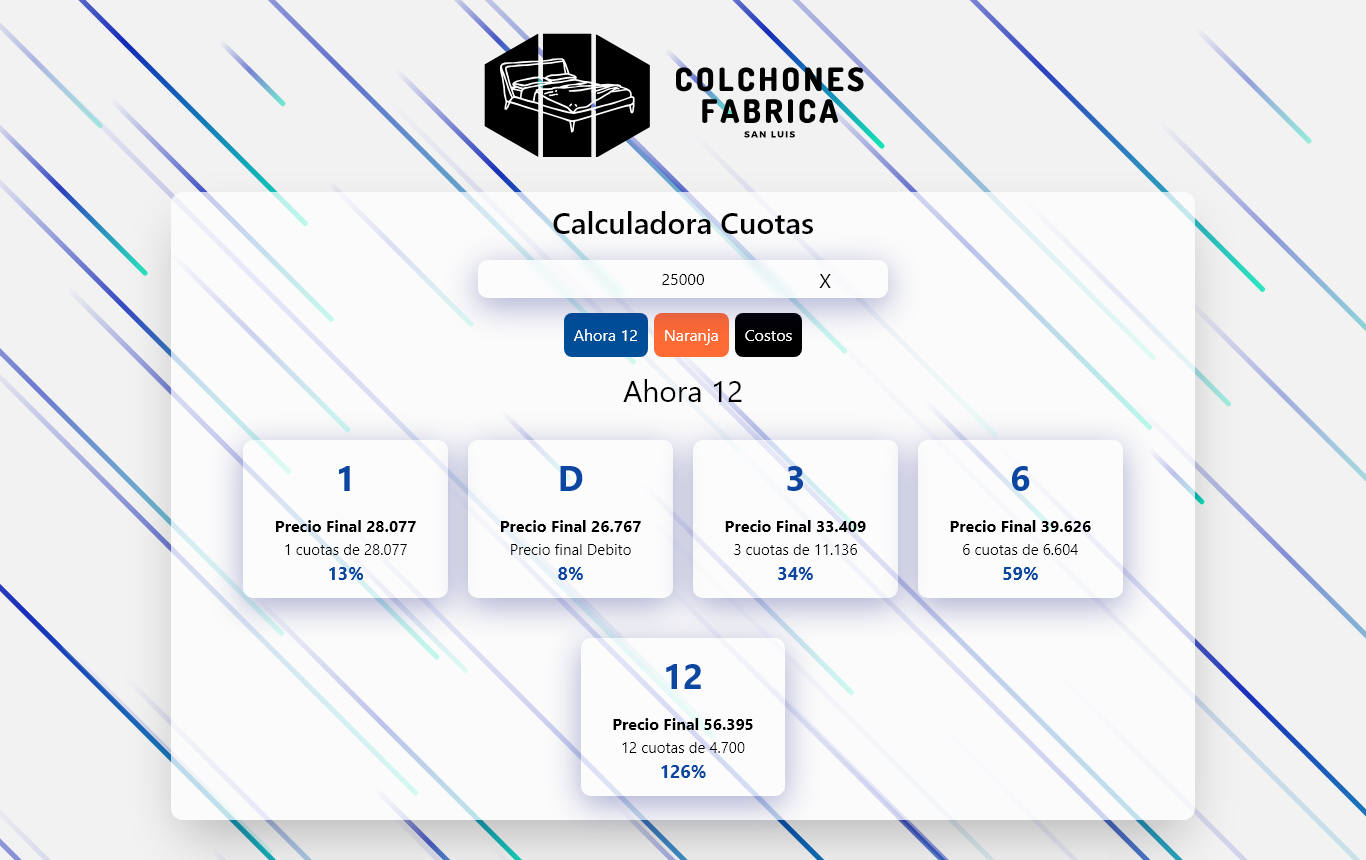 COLCHONES
FABRICA
SAN LUIS
Calculadora Cuotas
25000 X
Ahora 12 Naranja Costos
Ahora 12
1
Precio Final 28.077
1 cuotas de 28.077
13%
D
Precio Final 26.767
Precio final Debito
8%
3
Precio Final 33.409
3 cuotas de 11.136
34%
6
Precio Final 39.626
6 cuotas de 6.604
59%
12
Precio Final 56.395
12 cuotas de 4.700
126%